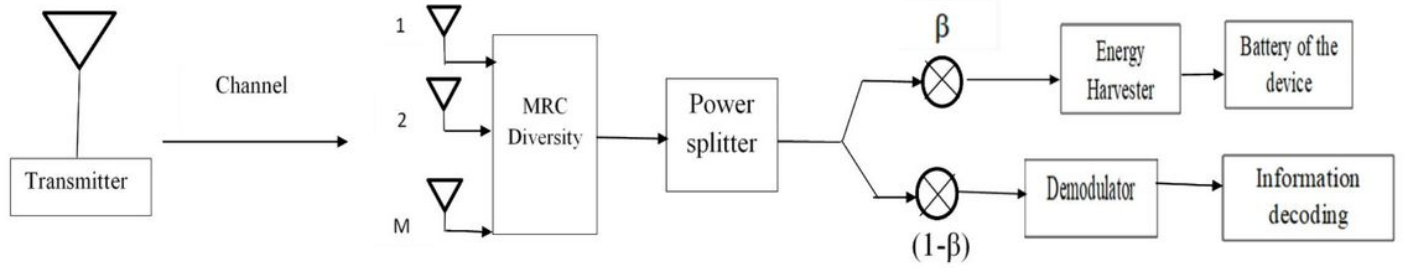 Transmitter
Channel
1
2
M
MRC
Diversity
Power
splitter
β
Energy
Harvester
Battery of the
device
(1-β)
Demodulator
Information
decoding